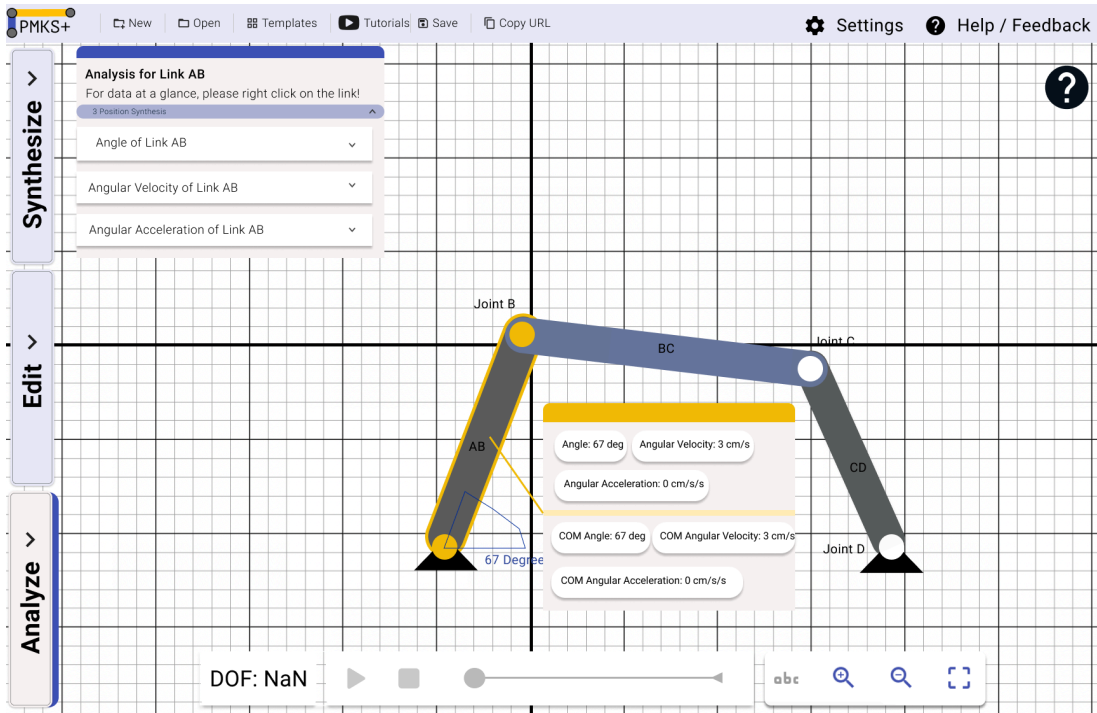 PMKS+
New
Open
Templates
Tutorials
Save
Copy URL
Settings
Help / Feedback
Synthesize
Edit
Analyze
Analysis for Link AB
For data at a glance, please right click on the link!
3 Position Synthesis
Angle of Link AB
Angular Velocity of Link AB
Angular Acceleration of Link AB
?
Joint B
Joint C
BC
AB
CD
Joint D
67 Degree
Angle: 67 deg
Angular Velocity: 3 cm/s
Angular Acceleration: 0 cm/s/s
COM Angle: 67 deg
COM Angular Velocity: 3 cm/s
COM Angular Acceleration: 0 cm/s/s
DOF: NaN
abc